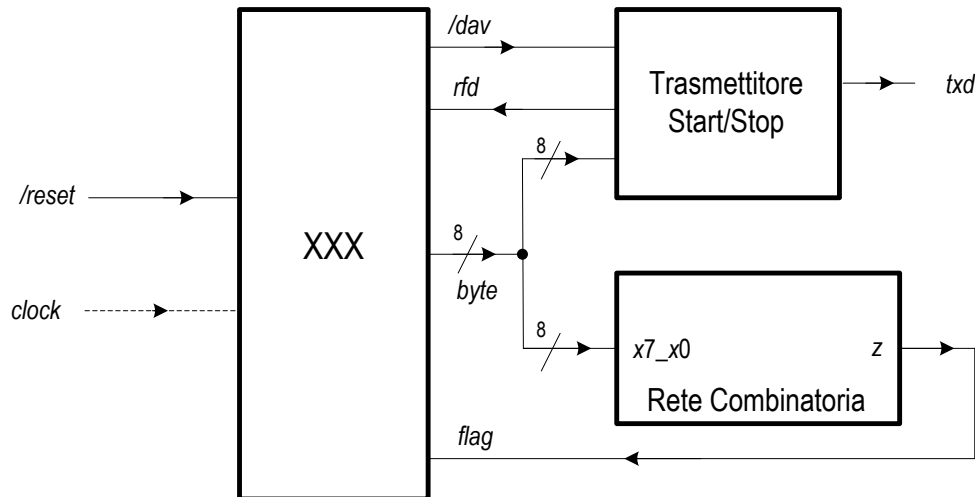 /dav
rfd
Trasmettitore
Start/Stop
txd
8
/reset
XXX
8
byte
clock
8
x7_x0
z
Rete Combinatoria
flag